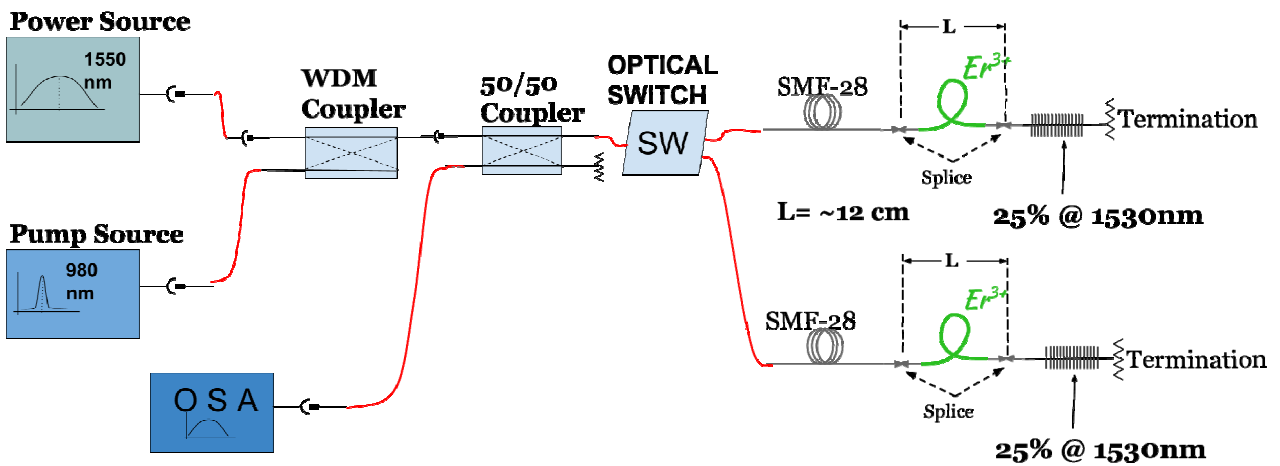 Power Source
1550
nm
WDM
Coupler
50/50
Coupler
OPTICAL
SWITCH
SW
SMF-28
L
Er³⁺
Termination
Splice
L= ~12 cm
25% @ 1530nm
Pump Source
980
nm
L
Er³⁺
SMF-28
Termination
Splice
25% @ 1530nm
O S A